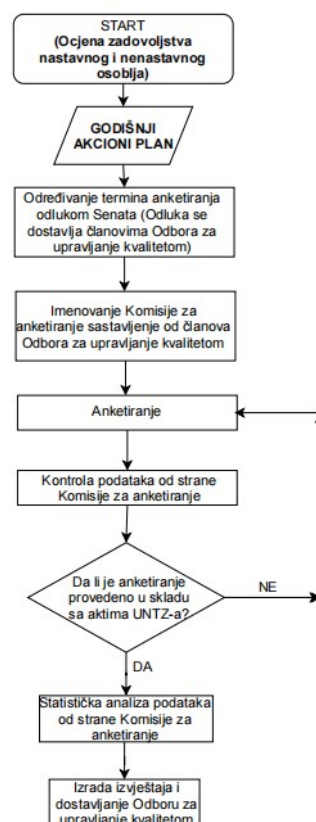 START
(Ocjena zadovoljstva
nastavnog i nenastavnog
osoblja)
GODIŠNJI
AKCIONI PLAN
Određivanje termina anketiranja
odlukom Senata (Odluka se
dostavlja članovima Odbora za
upravljanje kvalitetom)
Imenovanje Komisije za
anketiranje sastavljenje od članova
Odbora za upravljanje kvalitetom
Anketiranje
Kontrola podataka od strane
Komisije za anketiranje
Da li je anketiranje
provedeno u skladu
sa aktima UNTZ-a?
NE
DA
Statistička analiza podataka
od strane Komisije za
anketiranje
Izrada izvještaja i
dostavljanje Odboru za
upravljanje kvalitetom